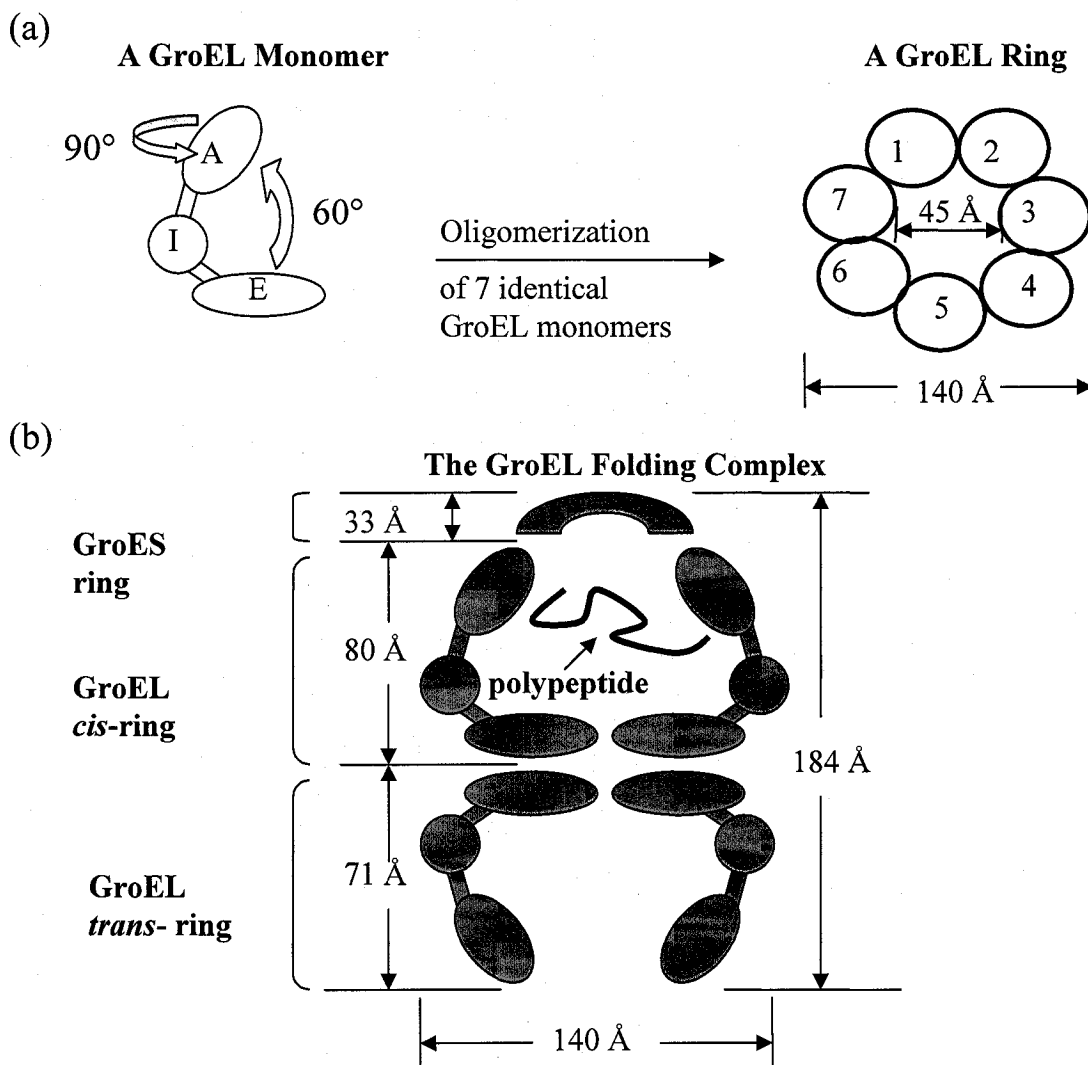 (a)
A GroEL Monomer
A GroEL Ring
90°
A
I
E
60°
Oligomerization
of 7 identical
GroEL monomers
1
2
3
4
5
6
7
45 Å
140 Å
(b)
The GroEL Folding Complex
GroES
ring
33 Å
GroEL
cis-ring
80 Å
polypeptide
184 Å
GroEL
trans- ring
71 Å
140 Å